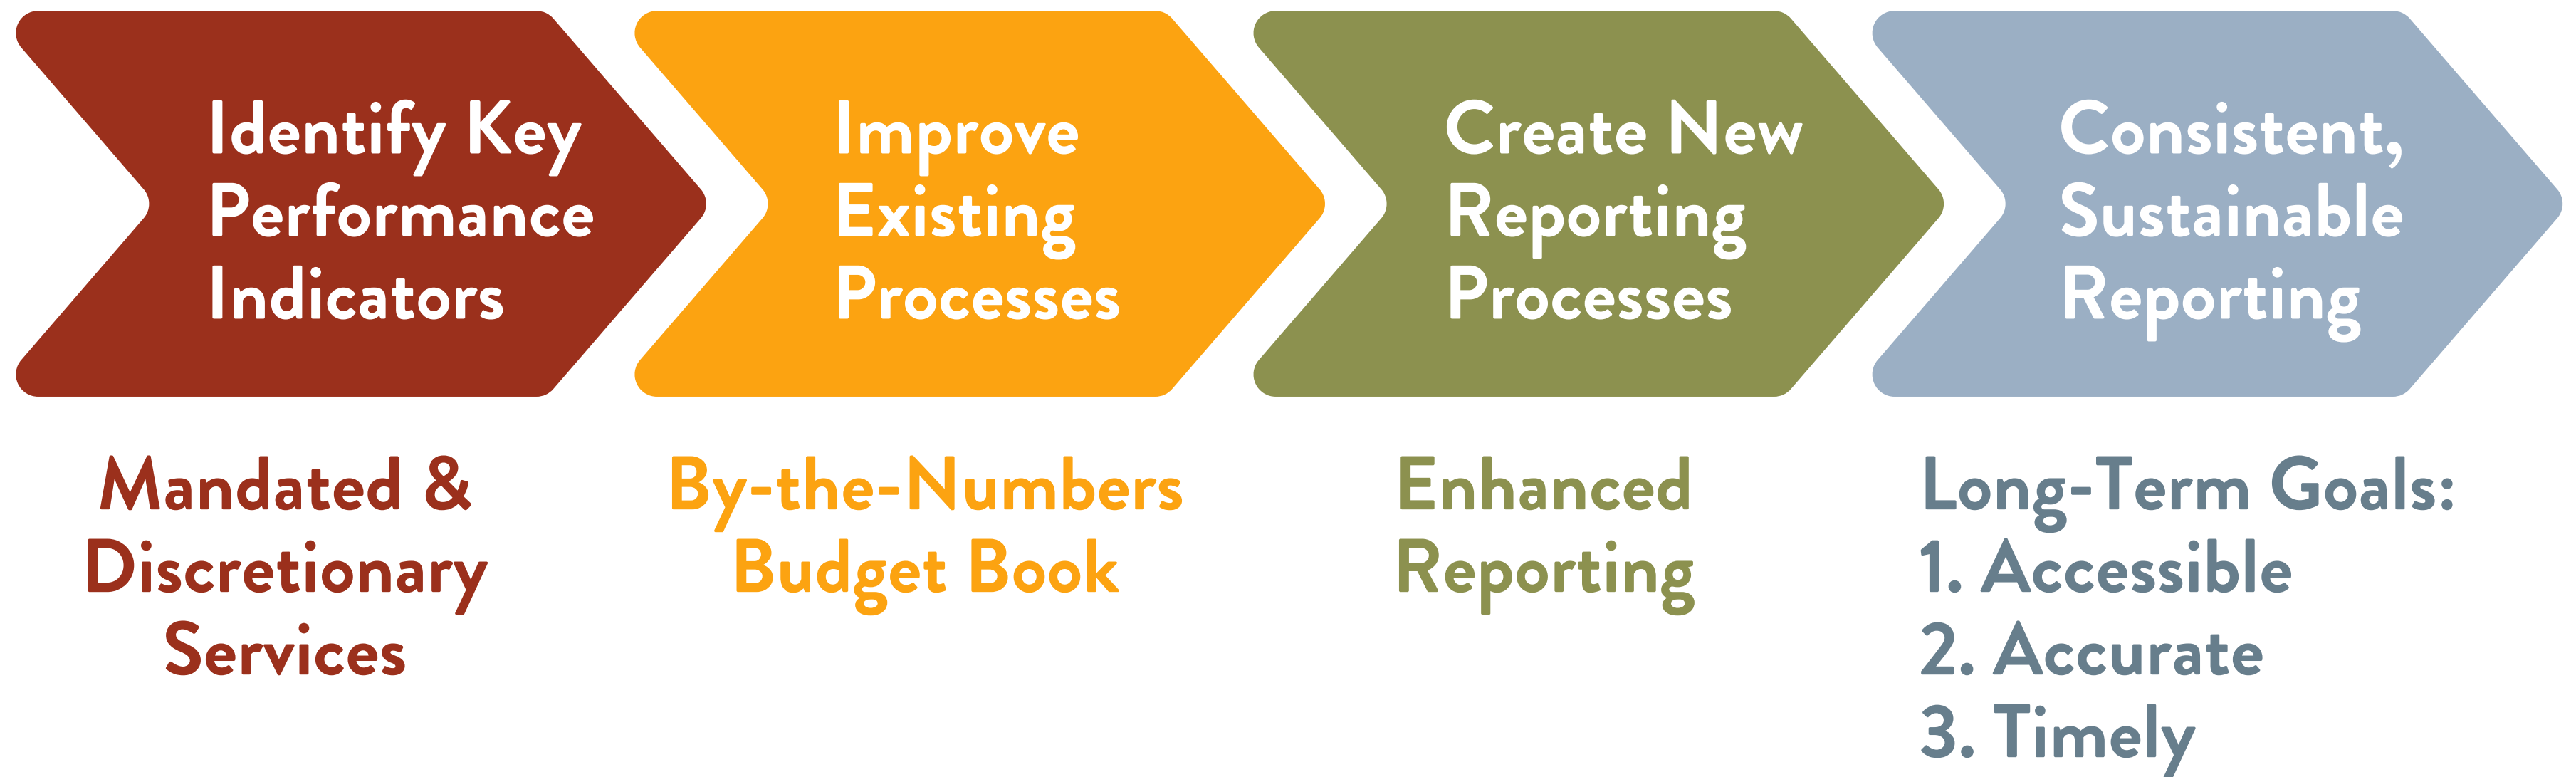 Identify Key
Performance
Indicators
Improve
Existing
Processes
Create New
Reporting
Processes
Consistent,
Sustainable
Reporting
Mandated &
Discretionary
Services
By-the-Numbers
Budget Book
Enhanced
Reporting
Long-Term Goals:
1. Accessible
2. Accurate
3. Timely